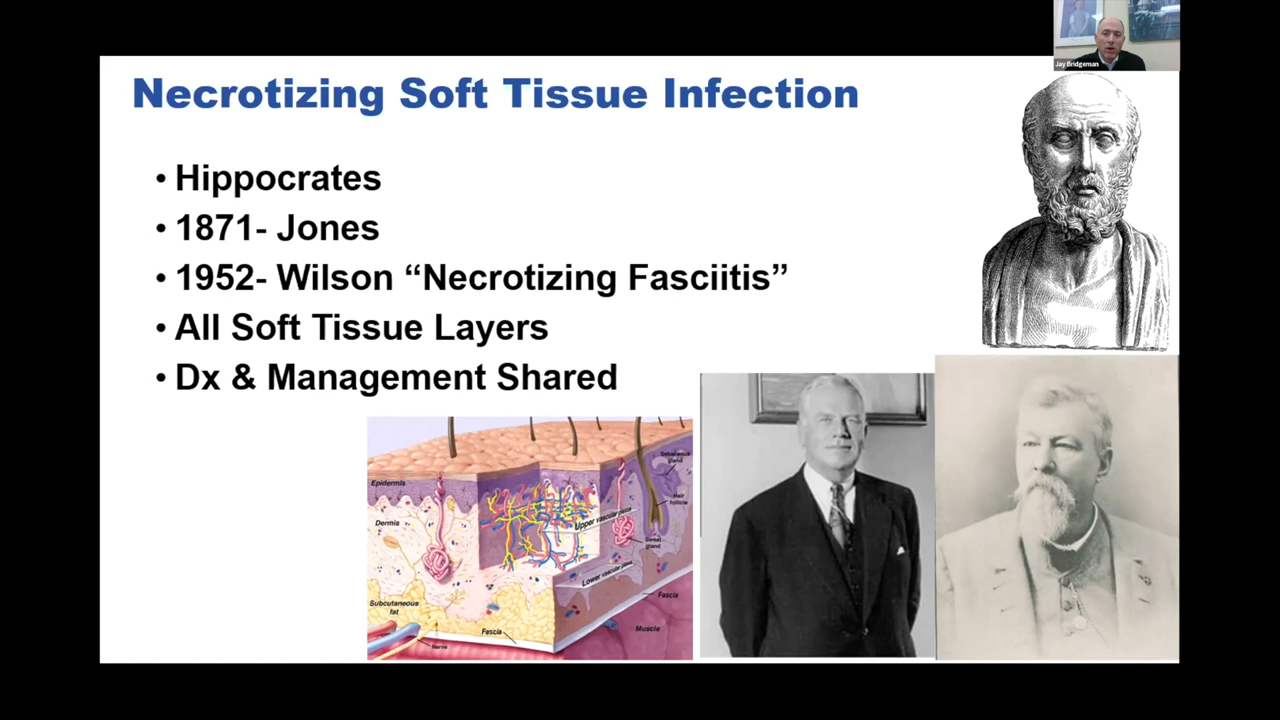 Jay Bridgeman
Necrotizing Soft Tissue Infection
• Hippocrates
• 1871- Jones
• 1952- Wilson “Necrotizing Fasciitis”
• All Soft Tissue Layers
• Dx & Management Shared
Epidermis
Dermis
Subcutaneous
fat
Nerve
Fascia
Sebaceous
gland
Hair
follicle
Upper vascular plexus
Sweat
gland
Lower vascular plexus
Fascia
Muscle